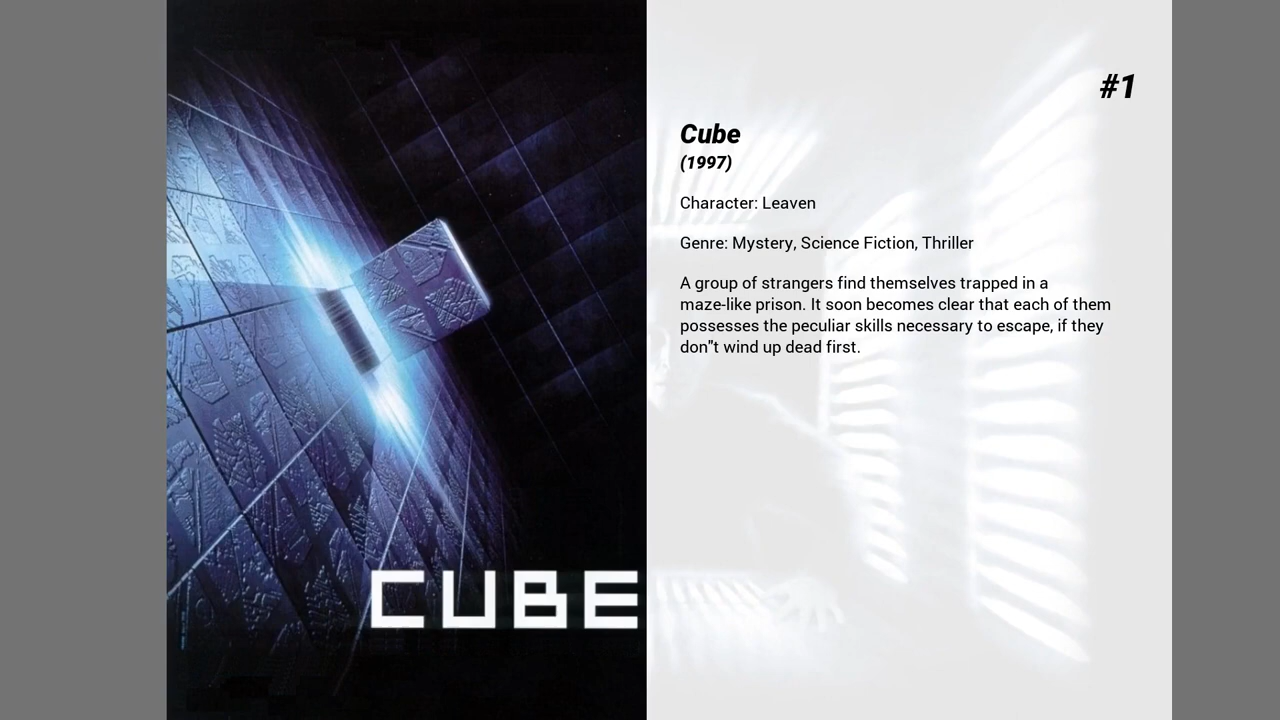 CUBE
#1
Cube
(1997)
Character: Leaven
Genre: Mystery, Science Fiction, Thriller
A group of strangers find themselves trapped in a
maze-like prison. It soon becomes clear that each of them
possesses the peculiar skills necessary to escape, if they
don"t wind up dead first.